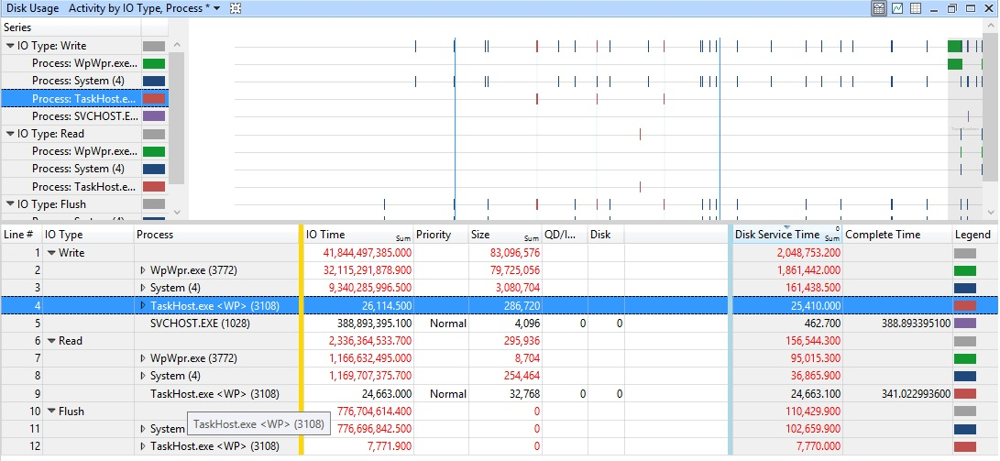 Disk Usage Activity by IO Type, Process *
Series
IO Type: Write
Process: WpWpr.exe...
Process: System (4)
Process: TaskHost.e...
Process: SVCHOST.E...
IO Type: Read
Process: WpWpr.exe...
Process: System (4)
Process: TaskHost.e...
IO Type: Flush
Line # IO Type Process IO Time Sum Priority Size Sum QD/I... Disk Disk Service Time 0 Sum Complete Time Legend
1 Write 41,844,497,385.000 83,096,576 2,048,753.200
2 WpWpr.exe (3772) 32,115,291,878.900 79,725,056 1,861,442.000
3 System (4) 9,340,285,996.500 3,080,704 161,438.500
4 TaskHost.exe <WP> (3108) 26,114.500 286,720 25,410.000
5 SVCHOST.EXE (1028) 388,893,395.100 Normal 4,096 0 0 462.700 388.893395100
6 Read 2,336,364,533.700 295,936 156,544.300
7 WpWpr.exe (3772) 1,166,632,495.000 8,704 95,015.300
8 System (4) 1,169,707,375.700 254,464 36,865.900
9 TaskHost.exe <WP> (3108) 24,663.000 Normal 32,768 0 0 24,663.100 341.022993600
10 Flush 776,704,614.400 0 110,429.900
11 System 776,696,842.500 0 102,659.900
TaskHost.exe <WP> (3108)
12 TaskHost.exe <WP> (3108) 7,771.900 0 7,770.000